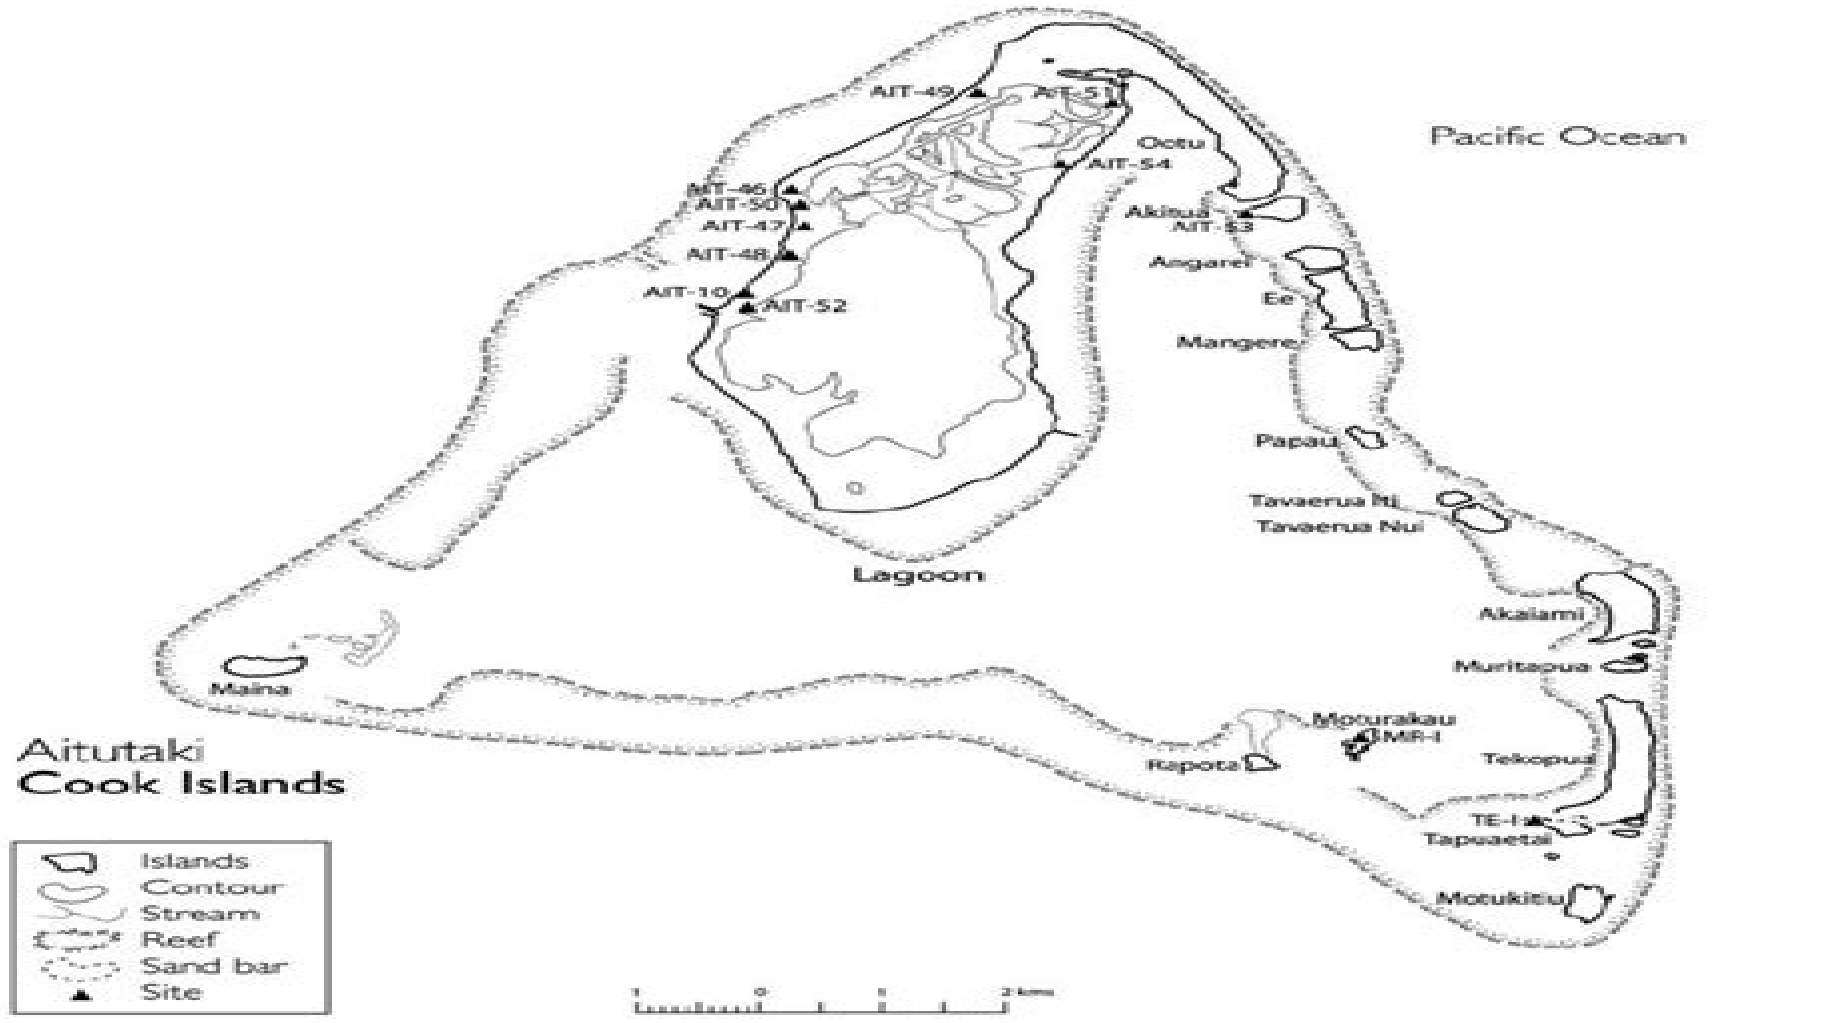 AIT-49
AIT-51
Pacific Ocean
Ootu
AIT-54
AIT-46
AIT-50
AIT-47
Akitua
AIT-53
AIT-48
Angarei
AIT-10
Ee
AIT-52
Mangere
Papau
Tavaerua Iti
Tavaerua Nui
Lagoon
Akaiami
Muritapua
Maina
Moturakau
MR-I
Aitutaki
Cook Islands
Rapota
Tekopua
TE-I
Tapuaetai
Motukitiu
Islands
Contour
Stream
Reef
Sand bar
Site
1 0 1 2 kms